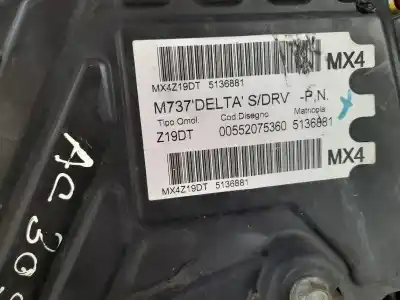 MX4
MX4Z19DT 5136881
M737'DELTA' S/DRV -P.N.
Tipo Omol. Cod.Disegno Matricola
Z19DT 00552075360 5136881
MX4
MX4Z19DT 5136881